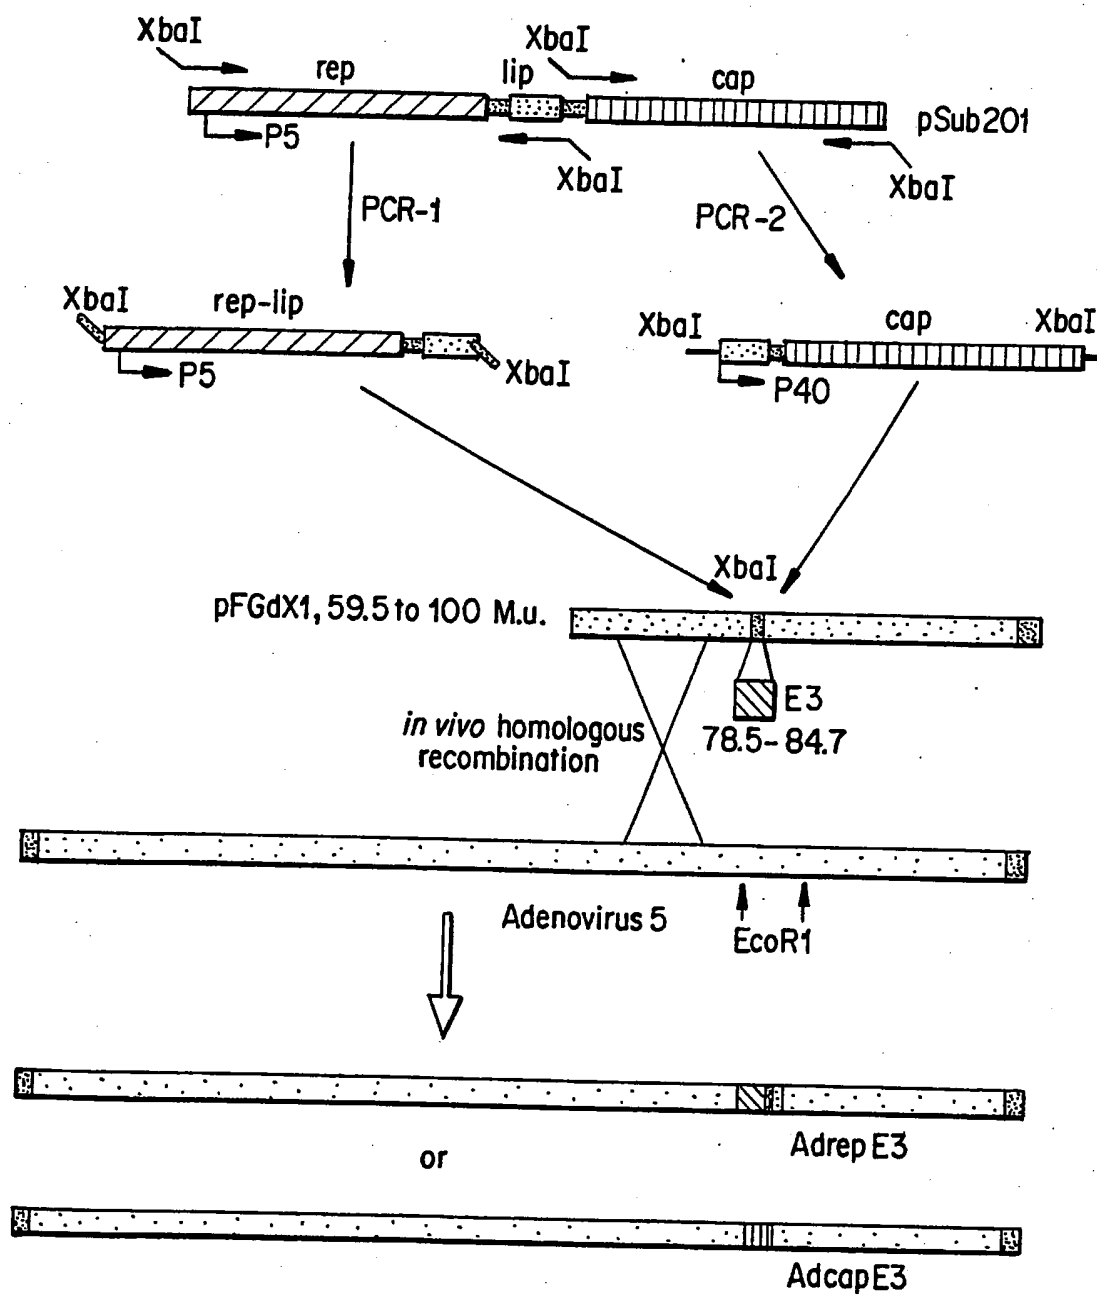 XbaI
rep
lip
XbaI
cap
pSub201
P5
XbaI
XbaI
PCR-1
PCR-2
XbaI
rep-lip
P5
XbaI
XbaI
cap
XbaI
P40
XbaI
pFGdX1, 59.5 to 100 M.u.
E3
78.5-84.7
in vivo homologous
recombination
Adenovirus 5
EcoR1
Adrep E3
or
Adcap E3